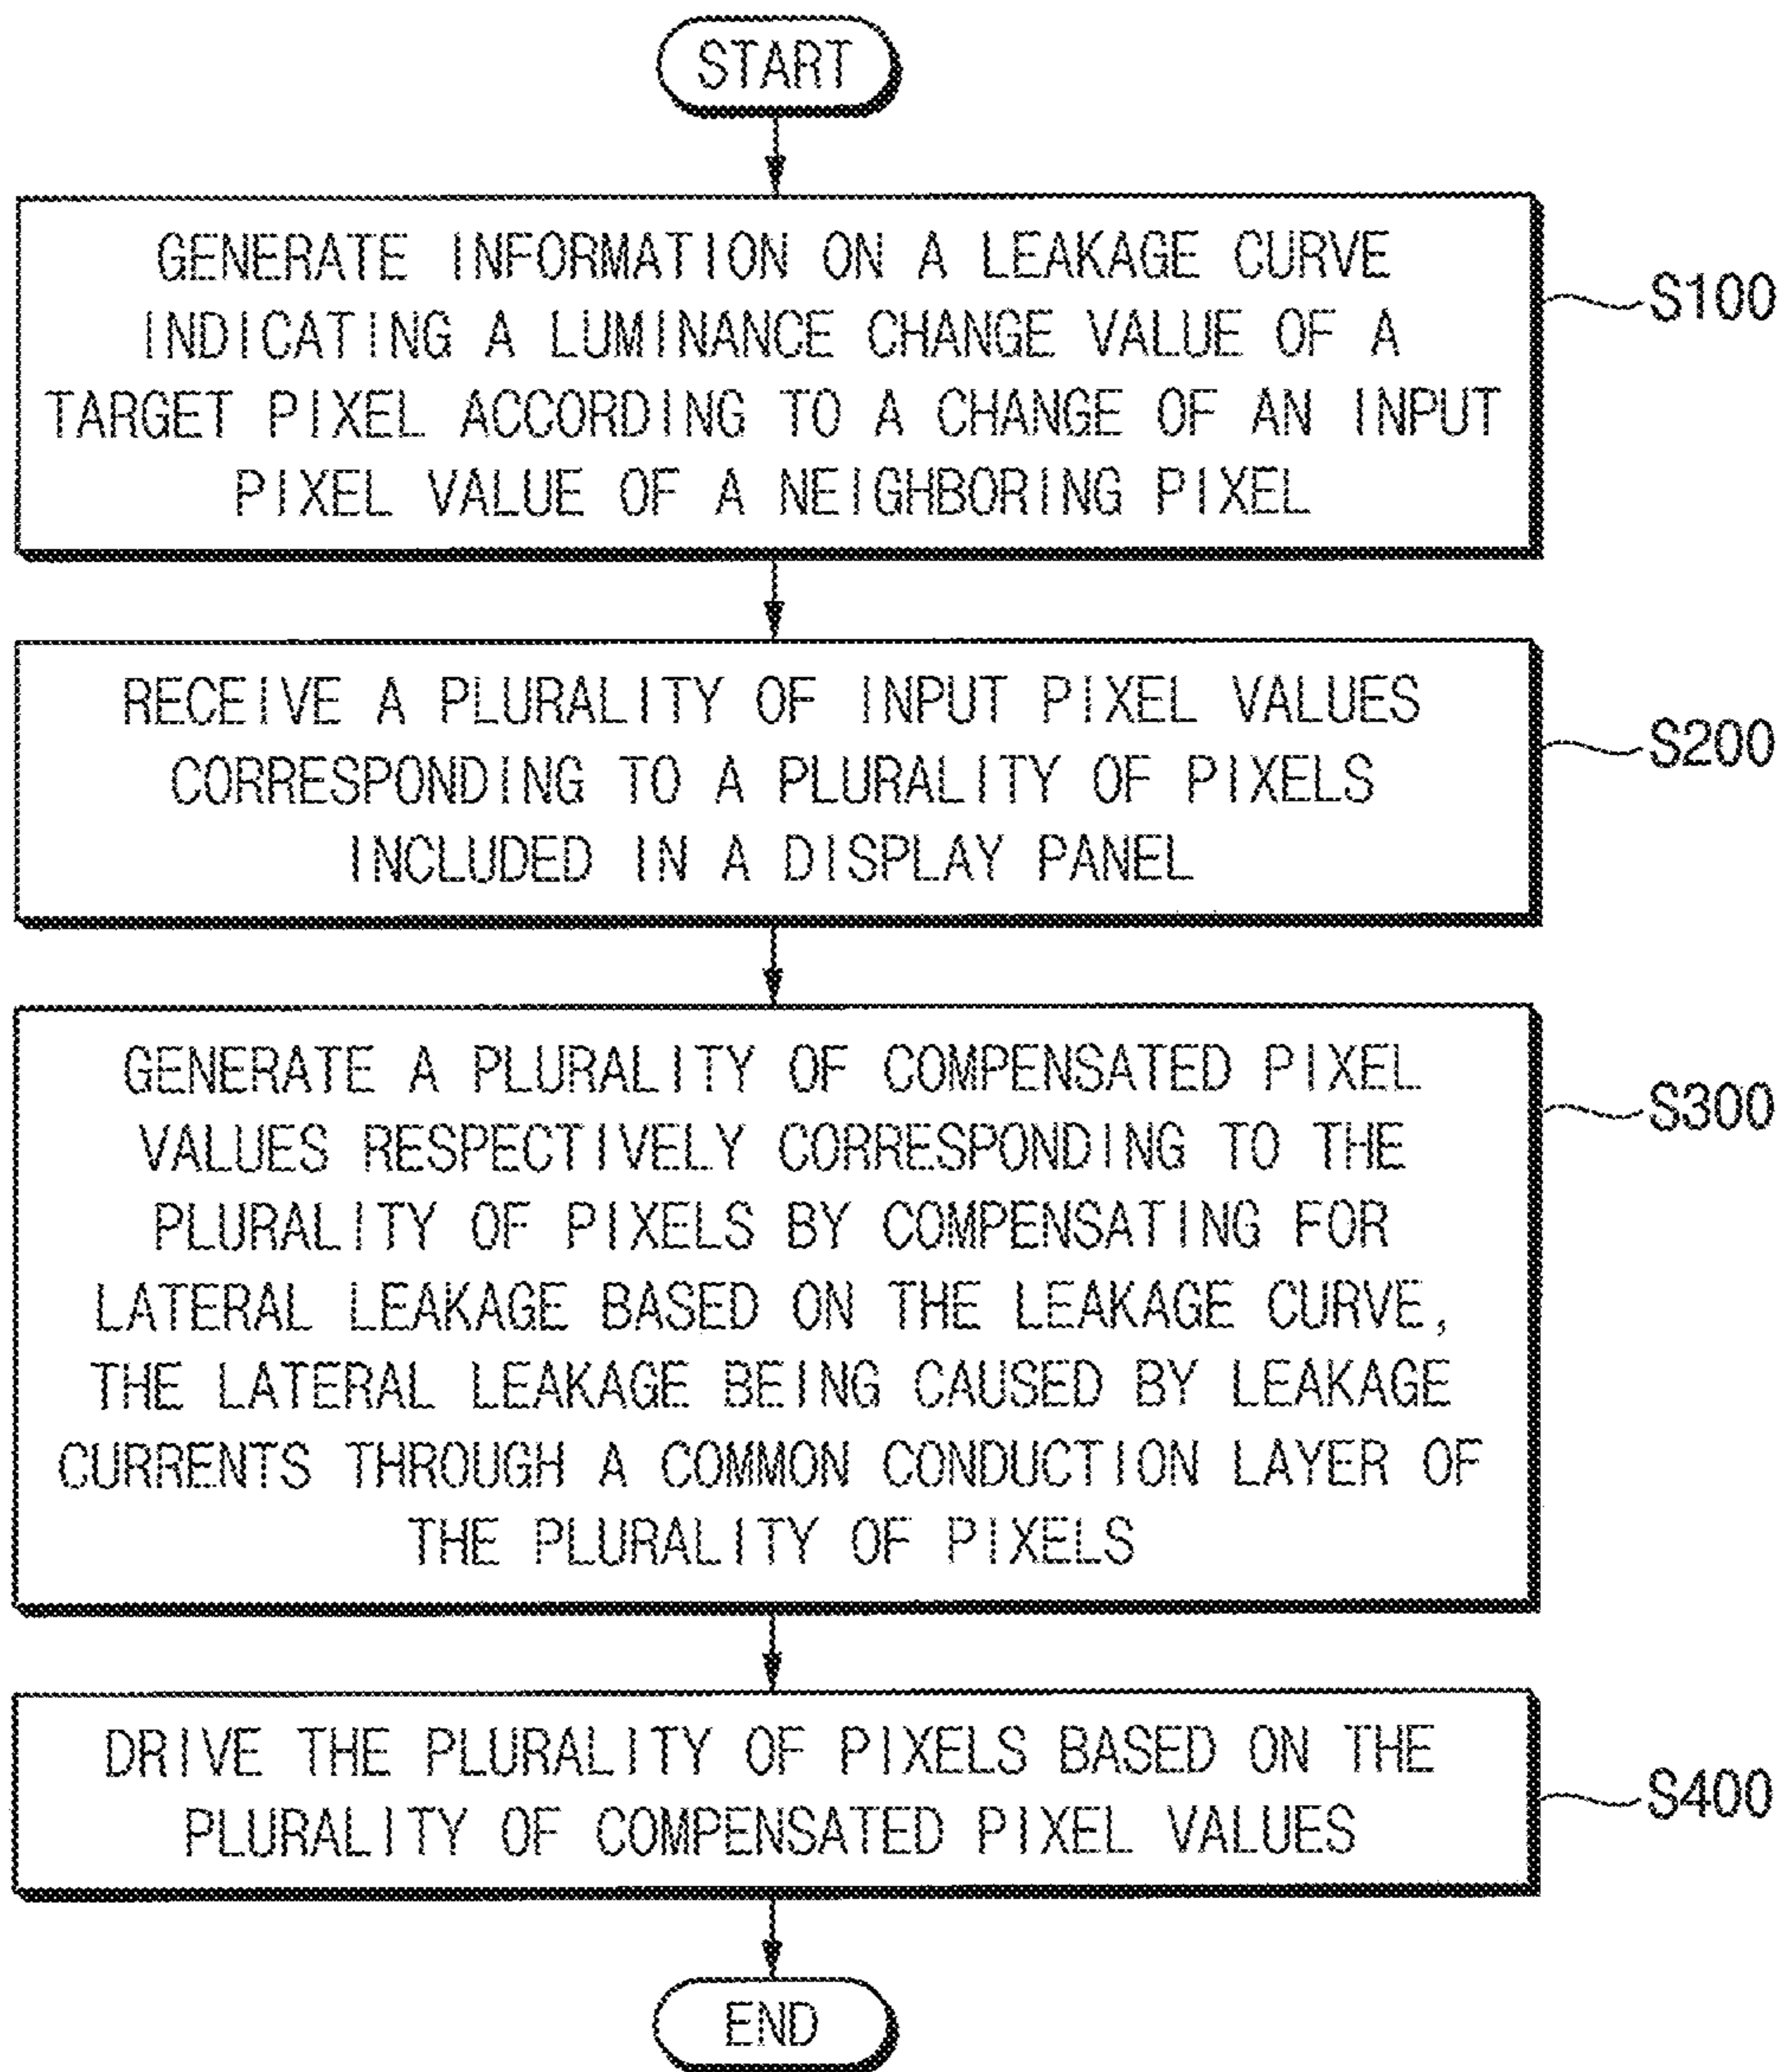 START
GENERATE INFORMATION ON A LEAKAGE CURVE
INDICATING A LUMINANCE CHANGE VALUE OF A
TARGET PIXEL ACCORDING TO A CHANGE OF AN INPUT
PIXEL VALUE OF A NEIGHBORING PIXEL
S100
RECEIVE A PLURALITY OF INPUT PIXEL VALUES
CORRESPONDING TO A PLURALITY OF PIXELS
INCLUDED IN A DISPLAY PANEL
S200
GENERATE A PLURALITY OF COMPENSATED PIXEL
VALUES RESPECTIVELY CORRESPONDING TO THE
PLURALITY OF PIXELS BY COMPENSATING FOR
LATERAL LEAKAGE BASED ON THE LEAKAGE CURVE,
THE LATERAL LEAKAGE BEING CAUSED BY LEAKAGE
CURRENTS THROUGH A COMMON CONDUCTION LAYER OF
THE PLURALITY OF PIXELS
S300
DRIVE THE PLURALITY OF PIXELS BASED ON THE
PLURALITY OF COMPENSATED PIXEL VALUES
S400
END